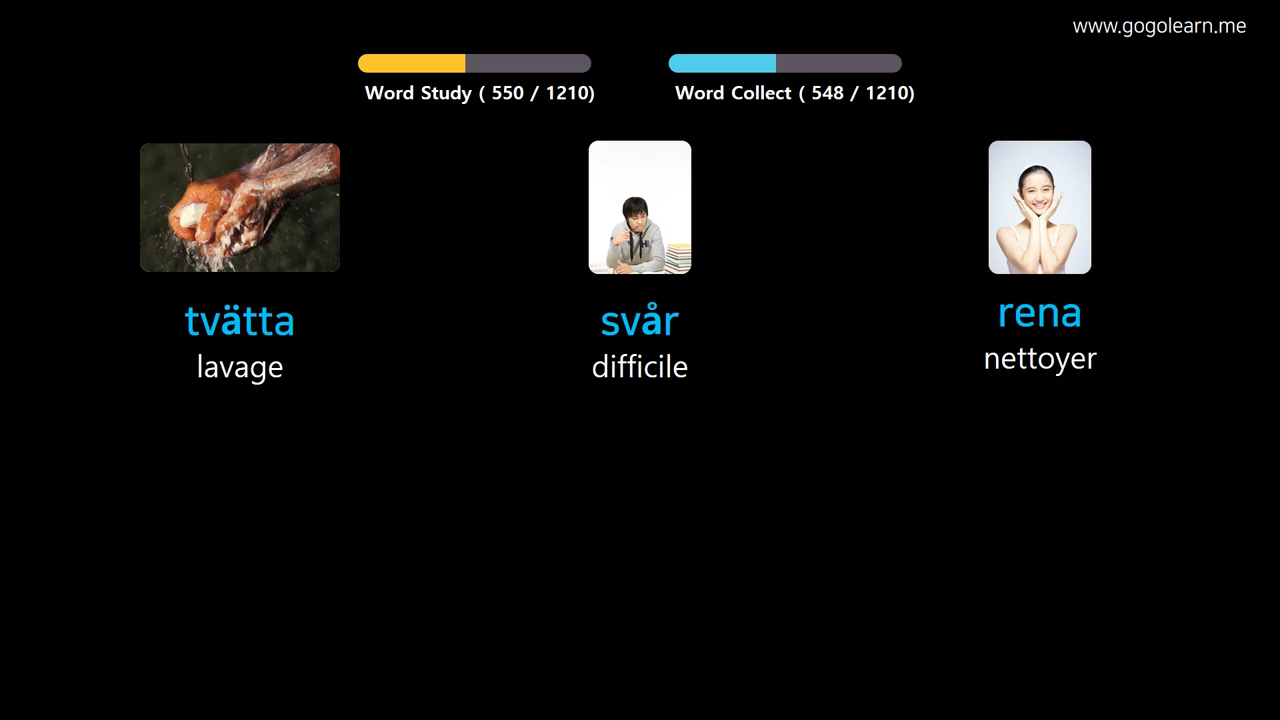 www.gogolearn.me
Word Study ( 550 / 1210)
Word Collect ( 548 / 1210)
tvätta
lavage
svår
difficile
rena
nettoyer